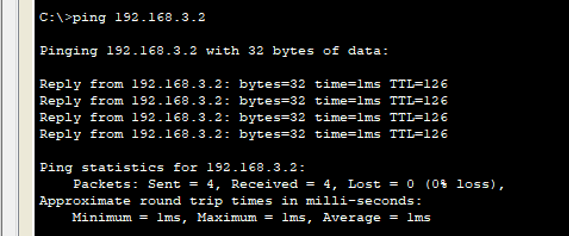 C:\>ping 192.168.3.2
Pinging 192.168.3.2 with 32 bytes of data:
Reply from 192.168.3.2: bytes=32 time=1ms TTL=126
Reply from 192.168.3.2: bytes=32 time=1ms TTL=126
Reply from 192.168.3.2: bytes=32 time=1ms TTL=126
Reply from 192.168.3.2: bytes=32 time=1ms TTL=126
Ping statistics for 192.168.3.2:
Packets: Sent = 4, Received = 4, Lost = 0 (0% loss),
Approximate round trip times in milli-seconds:
Minimum = 1ms, Maximum = 1ms, Average = 1ms